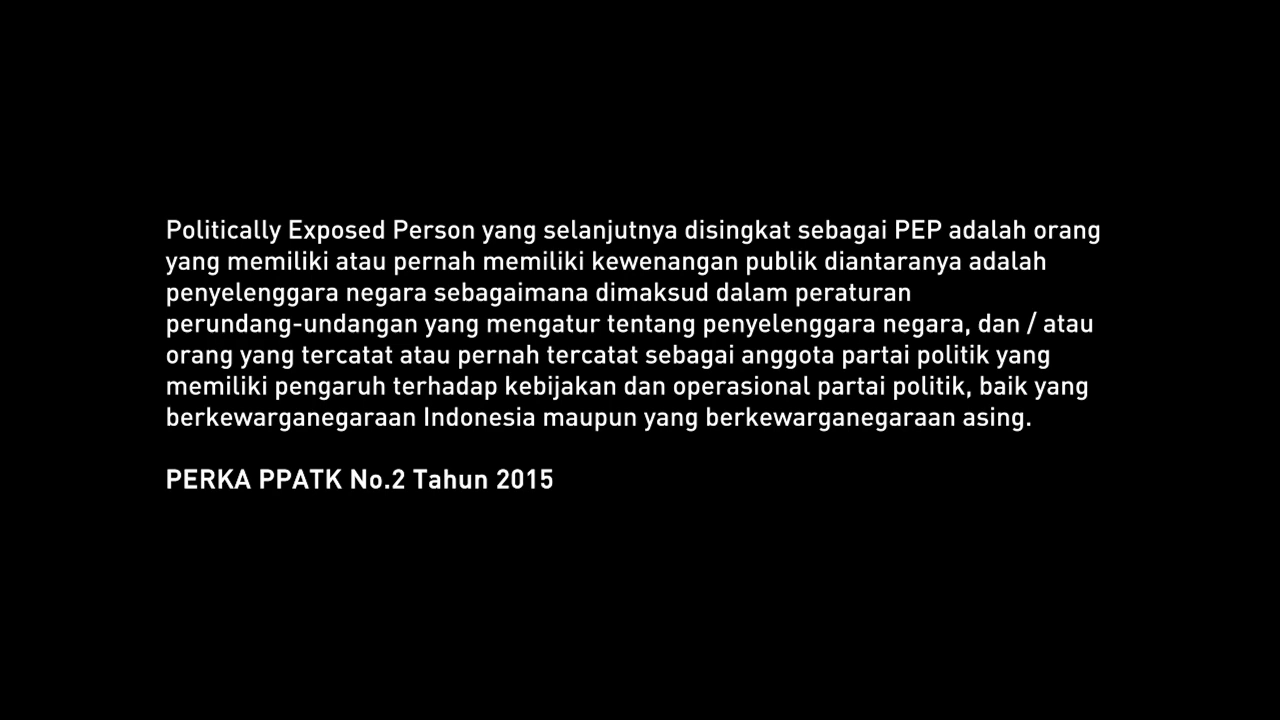 Politically Exposed Person yang selanjutnya disingkat sebagai PEP adalah orang
yang memiliki atau pernah memiliki kewenangan publik diantaranya adalah
penyelenggara negara sebagaimana dimaksud dalam peraturan
perundang-undangan yang mengatur tentang penyelenggara negara, dan / atau
orang yang tercatat atau pernah tercatat sebagai anggota partai politik yang
memiliki pengaruh terhadap kebijakan dan operasional partai politik, baik yang
berkewarganegaraan Indonesia maupun yang berkewarganegaraan asing.
PERKA PPATK No.2 Tahun 2015